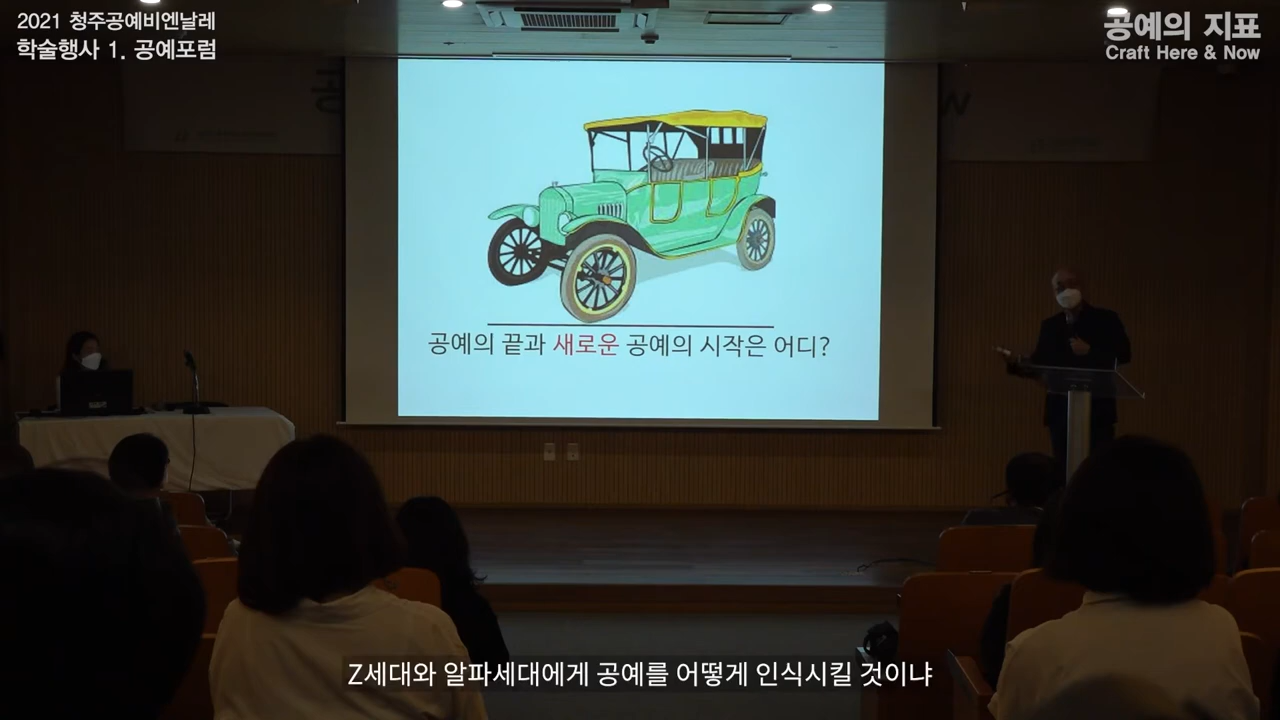 2021 청주공예비엔날레
학술행사 1. 공예포럼
공예의 지표
Craft Here & Now
공예의 끝과 새로운 공예의 시작은 어디?
Z세대와 알파세대에게 공예를 어떻게 인식시킬 것이냐